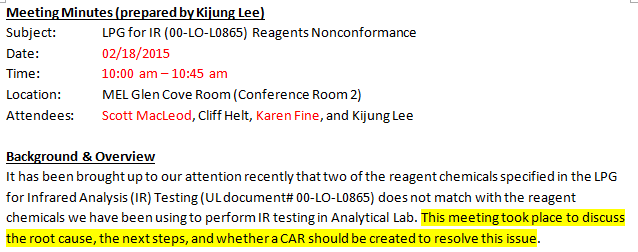 Meeting Minutes (prepared by Kijung Lee)
Subject: LPG for IR (00-LO-L0865) Reagents Nonconformance
Date: 02/18/2015
Time: 10:00 am – 10:45 am
Location: MEL Glen Cove Room (Conference Room 2)
Attendees: Scott MacLeod, Cliff Helt, Karen Fine, and Kijung Lee
Background & Overview
It has been brought up to our attention recently that two of the reagent chemicals specified in the LPG
for Infrared Analysis (IR) Testing (UL document# 00-LO-L0865) does not match with the reagent
chemicals we have been using to perform IR testing in Analytical Lab. This meeting took place to discuss
the root cause, the next steps, and whether a CAR should be created to resolve this issue.